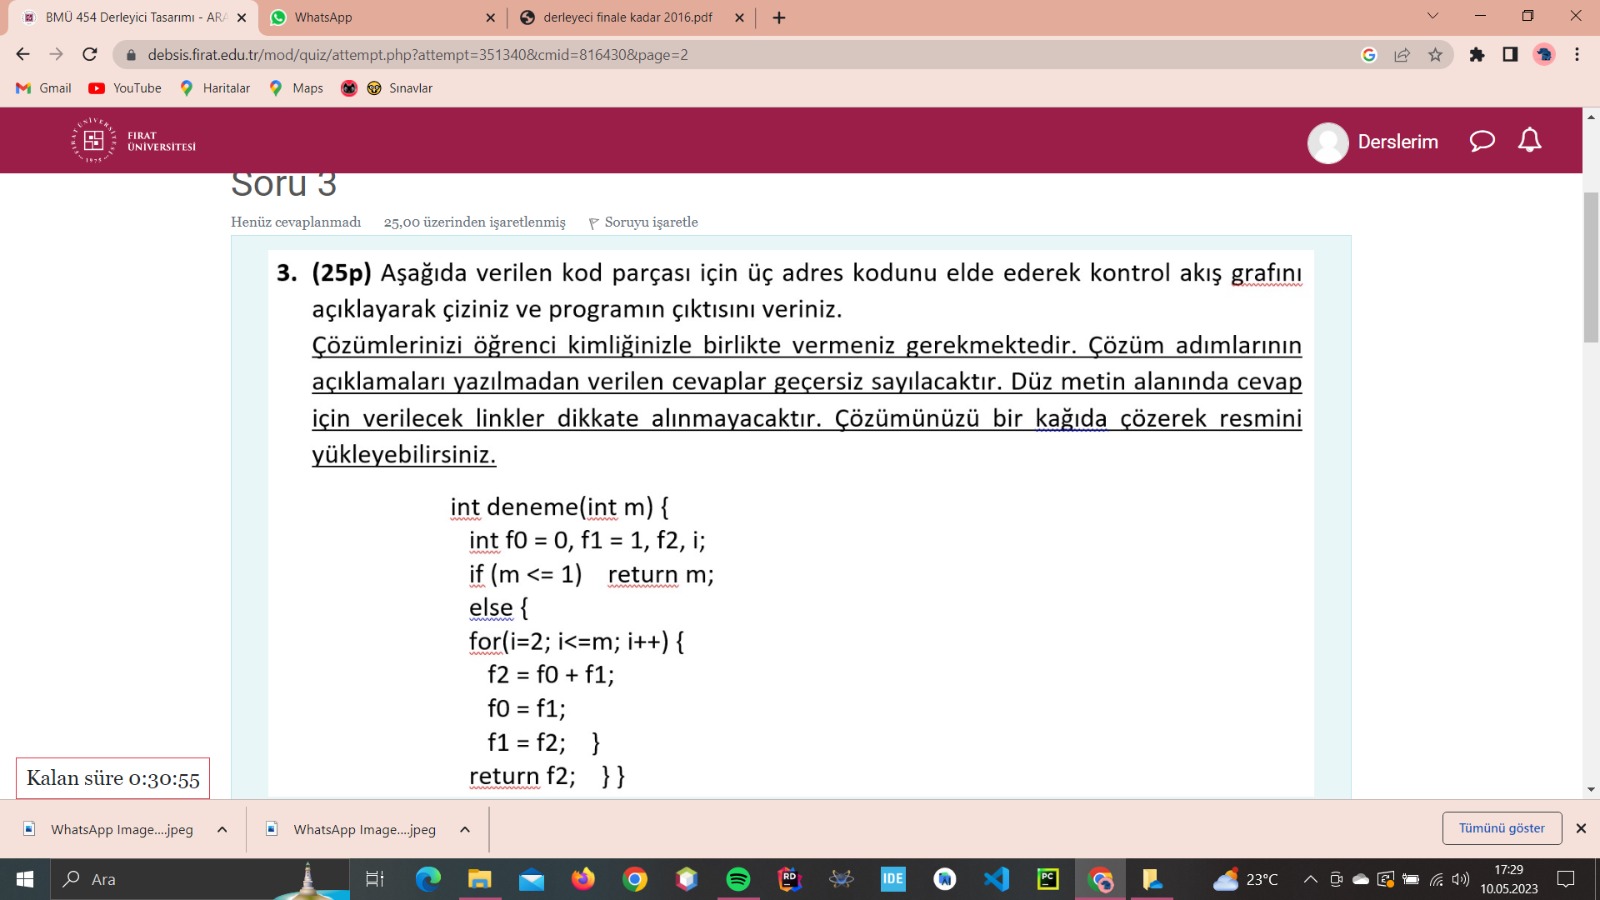 BMÜ 454 Derleyici Tasarımı - ARA
WhatsApp
derleyeci finale kadar 2016.pdf
debsis.firat.edu.tr/mod/quiz/attempt.php?attempt=351340&cmid=816430&page=2
Gmail YouTube Haritalar Maps Sınavlar
FIRAT
ÜNİVERSİTESİ
Derslerim
Soru 3
Henüz cevaplanmadı 25,00 üzerinden işaretlenmiş Soruyu işaretle
3. (25p) Aşağıda verilen kod parçası için üç adres kodunu elde ederek kontrol akış grafını
açıklayarak çiziniz ve programın çıktısını veriniz.
Çözümlerinizi öğrenci kimliğinizle birlikte vermeniz gerekmektedir. Çözüm adımlarının
açıklamaları yazılmadan verilen cevaplar geçersiz sayılacaktır. Düz metin alanında cevap
için verilecek linkler dikkate alınmayacaktır. Çözümünüzü bir kağıda çözerek resmini
yükleyebilirsiniz.
int deneme(int m) {
int f0 = 0, f1 = 1, f2, i;
if (m <= 1) return m;
else {
for(i=2; i<=m; i++) {
f2 = f0 + f1;
f0 = f1;
f1 = f2; }
return f2; } }
Kalan süre 0:30:55
WhatsApp Image....jpeg
WhatsApp Image....jpeg
Tümünü göster
Ara
RD
IDE
PC
23°C
17:29
10.05.2023